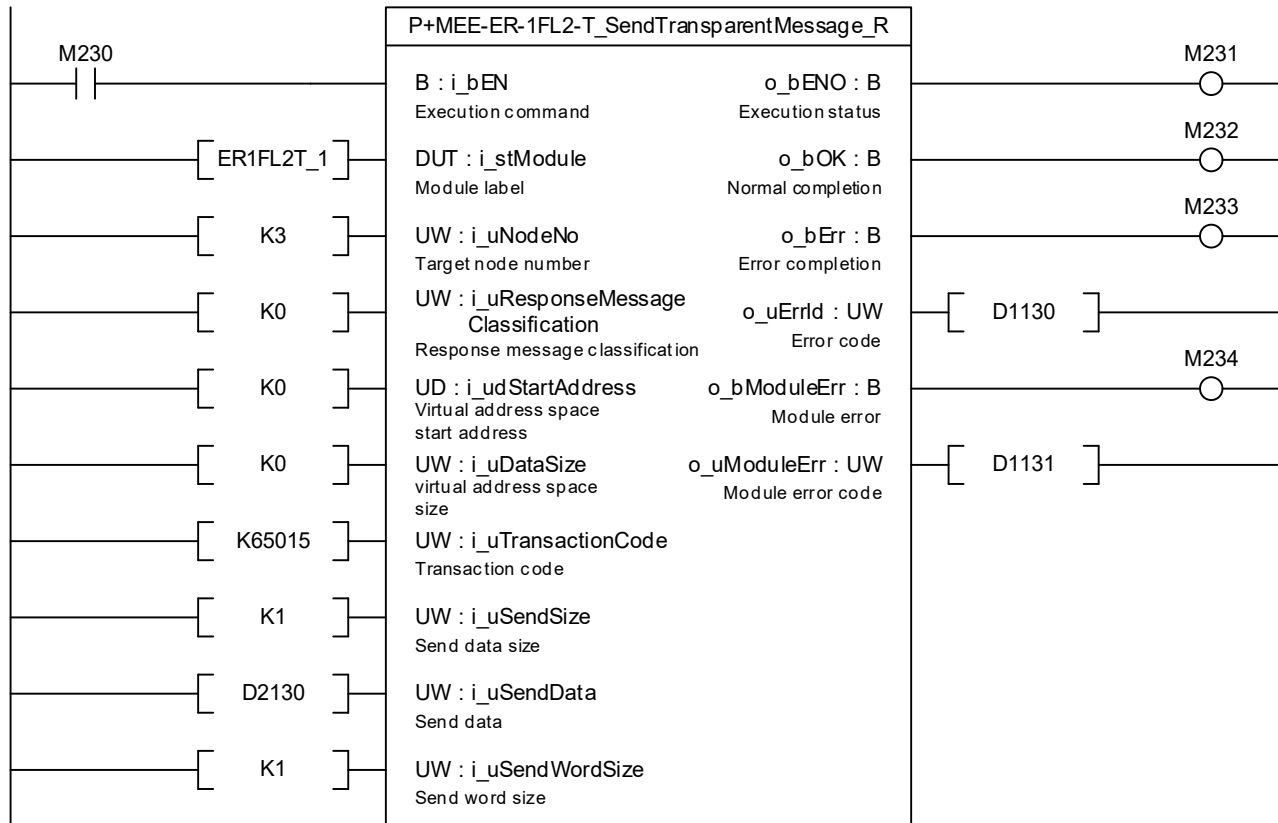 P+MEE-ER-1FL2-T_SendTransparentMessage_R
M230
B : i_bEN
Execution command
o_bENO : B
Execution status
M231
ER1FL2T_1
DUT : i_stModule
Module label
o_bOK : B
Normal completion
M232
K3
UW : i_uNodeNo
Target node number
o_bErr : B
Error completion
M233
K0
UW : i_uResponseMessage
Classification
Response message classification
o_uErrId : UW
Error code
D1130
K0
UD : i_udStartAddress
Virtual address space
start address
o_bModuleErr : B
Module error
M234
K0
UW : i_uDataSize
virtual address space
size
o_uModuleErr : UW
Module error code
D1131
K65015
UW : i_uTransactionCode
Transaction code
K1
UW : i_uSendSize
Send data size
D2130
UW : i_uSendData
Send data
K1
UW : i_uSendWordSize
Send word size